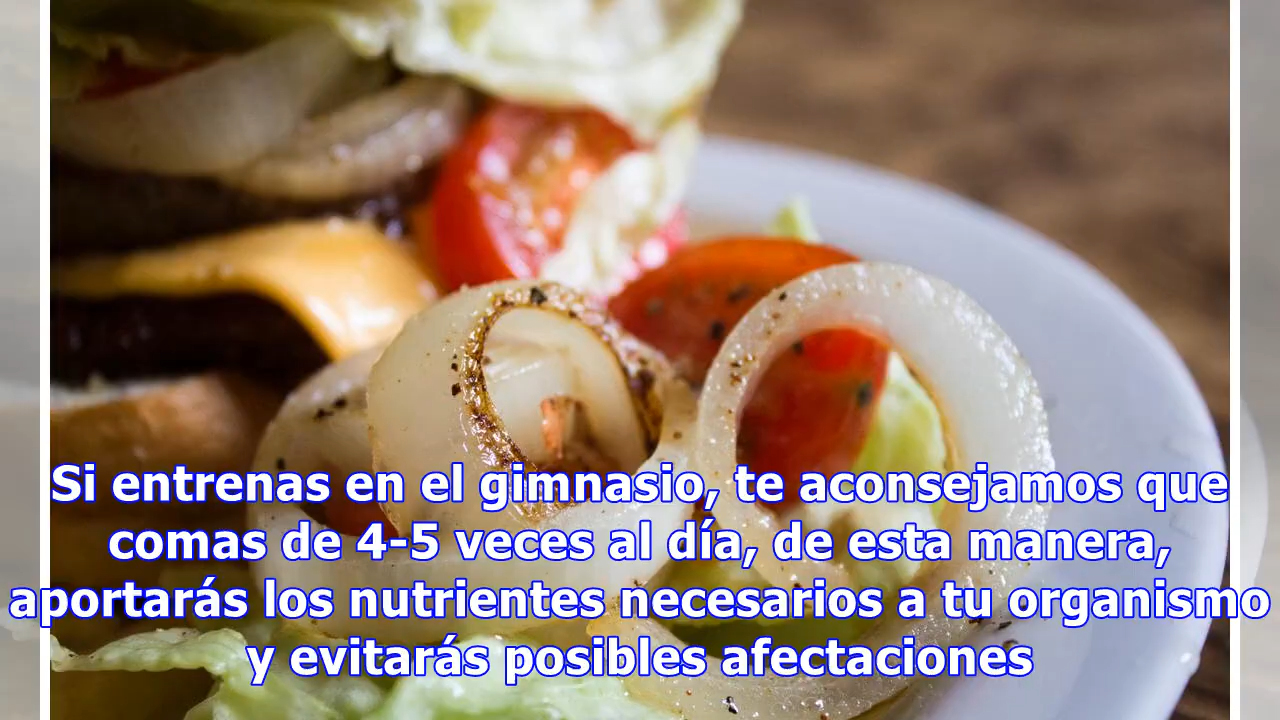 Si entrenas en el gimnasio, te aconsejamos que
comas de 4-5 veces al día, de esta manera,
aportarás los nutrientes necesarios a tu organismo
y evitarás posibles afectaciones